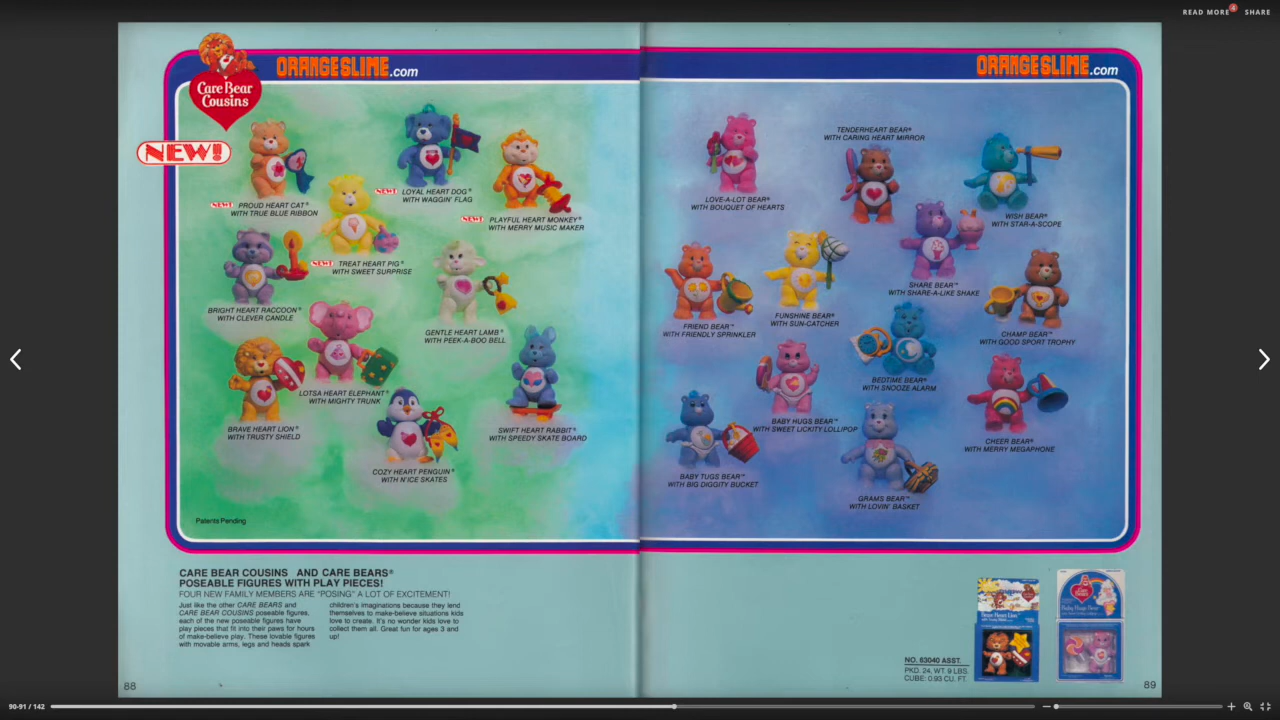 READ MORE 4 SHARE
ORANGESLIME.com
ORANGESLIME.com
Care Bear
Cousins
NEW!
NEW! PROUD HEART CAT®
WITH TRUE BLUE RIBBON
NEW! LOYAL HEART DOG®
WITH WAGGIN' FLAG
NEW! PLAYFUL HEART MONKEY®
WITH MERRY MUSIC MAKER
NEW! TREAT HEART PIG®
WITH SWEET SURPRISE
BRIGHT HEART RACCOON®
WITH CLEVER CANDLE
GENTLE HEART LAMB®
WITH PEEK-A-BOO BELL
LOTSA HEART ELEPHANT®
WITH MIGHTY TRUNK
BRAVE HEART LION®
WITH TRUSTY SHIELD
SWIFT HEART RABBIT®
WITH SPEEDY SKATE BOARD
COZY HEART PENGUIN®
WITH N'ICE SKATES
Patents Pending
TENDERHEART BEAR®
WITH CARING HEART MIRROR
LOVE-A-LOT BEAR®
WITH BOUQUET OF HEARTS
WISH BEAR®
WITH STAR-A-SCOPE
SHARE BEAR®
WITH SHARE-A-LIKE SHAKE
FRIEND BEAR™
WITH FRIENDLY SPRINKLER
FUNSHINE BEAR®
WITH SUN-CATCHER
CHAMP BEAR™
WITH GOOD SPORT TROPHY
BEDTIME BEAR®
WITH SNOOZE ALARM
BABY HUGS BEAR™
WITH SWEET LICKITY LOLLIPOP
CHEER BEAR®
WITH MERRY MEGAPHONE
BABY TUGS BEAR™
WITH BIG DIGGITY BUCKET
GRAMS BEAR™
WITH LOVIN' BASKET
CARE BEAR COUSINS AND CARE BEARS®
POSEABLE FIGURES WITH PLAY PIECES!
FOUR NEW FAMILY MEMBERS ARE "POSING" A LOT OF EXCITEMENT!
Just like the other CARE BEARS and
CARE BEAR COUSINS poseable figures,
each of the new poseable figures have
play pieces that fit into their paws for hours
of make-believe play. These lovable figures
with movable arms, legs and heads spark
children's imaginations because they lend
themselves to make-believe situations kids
love to create. It's no wonder kids love to
collect them all. Great fun for ages 3 and
up!
NO. 63040 ASST.
PKD. 24, WT. 9 LBS.
CUBE: 0.93 CU. FT.
88
89
90-91 / 142